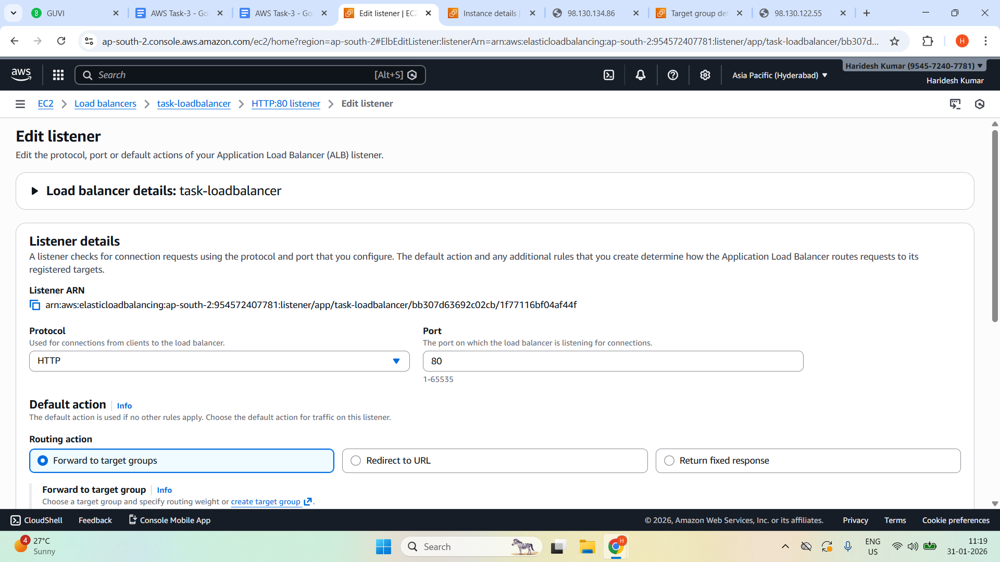 GUVI
AWS Task-3 - Go
AWS Task-3 - Go
Edit listener | EC2
Instance details |
98.130.134.86
Target group det
98.130.122.55
ap-south-2.console.aws.amazon.com/ec2/home?region=ap-south-2#ElbEditListener:listenerArn=arn:aws:elasticloadbalancing:ap-south-2:954572407781:listener/app/task-loadbalancer/bb307d...
H
aws
Search
[Alt+S]
Asia Pacific (Hyderabad)
Haridesh Kumar (9545-7240-7781)
Haridesh Kumar
EC2
Load balancers
task-loadbalancer
HTTP:80 listener
Edit listener
Edit listener
Edit the protocol, port or default actions of your Application Load Balancer (ALB) listener.
Load balancer details: task-loadbalancer
Listener details
A listener checks for connection requests using the protocol and port that you configure. The default action and any additional rules that you create determine how the Application Load Balancer routes requests to its
registered targets.
Listener ARN
arn:aws:elasticloadbalancing:ap-south-2:954572407781:listener/app/task-loadbalancer/bb307d63692c02cb/1f77116bf04af44f
Protocol
Used for connections from clients to the load balancer.
HTTP
Port
The port on which the load balancer is listening for connections.
80
1-65535
Default action
Info
The default action is used if no other rules apply. Choose the default action for traffic on this listener.
Routing action
Forward to target groups
Redirect to URL
Return fixed response
Forward to target group
Info
Choose a target group and specify routing weight or create target group.
CloudShell
Feedback
Console Mobile App
© 2026, Amazon Web Services, Inc. or its affiliates.
Privacy
Terms
Cookie preferences
4
27°C
Sunny
Search
H
ENG
US
11:19
31-01-2026